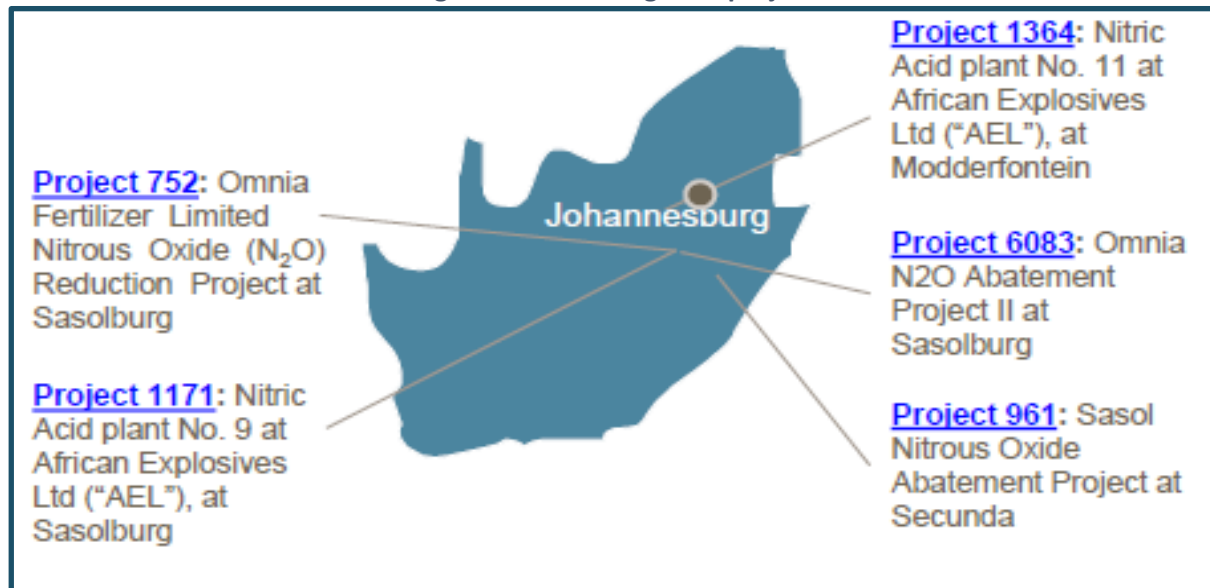 Project 752: Omnia
Fertilizer Limited
Nitrous Oxide (N₂O)
Reduction Project at
Sasolburg
Project 1171: Nitric
Acid plant No. 9 at
African Explosives
Ltd (“AEL”), at
Sasolburg
Johannesburg
Project 1364: Nitric
Acid plant No. 11 at
African Explosives
Ltd (“AEL”), at
Modderfontein
Project 6083: Omnia
N2O Abatement
Project II at
Sasolburg
Project 961: Sasol
Nitrous Oxide
Abatement Project at
Secunda